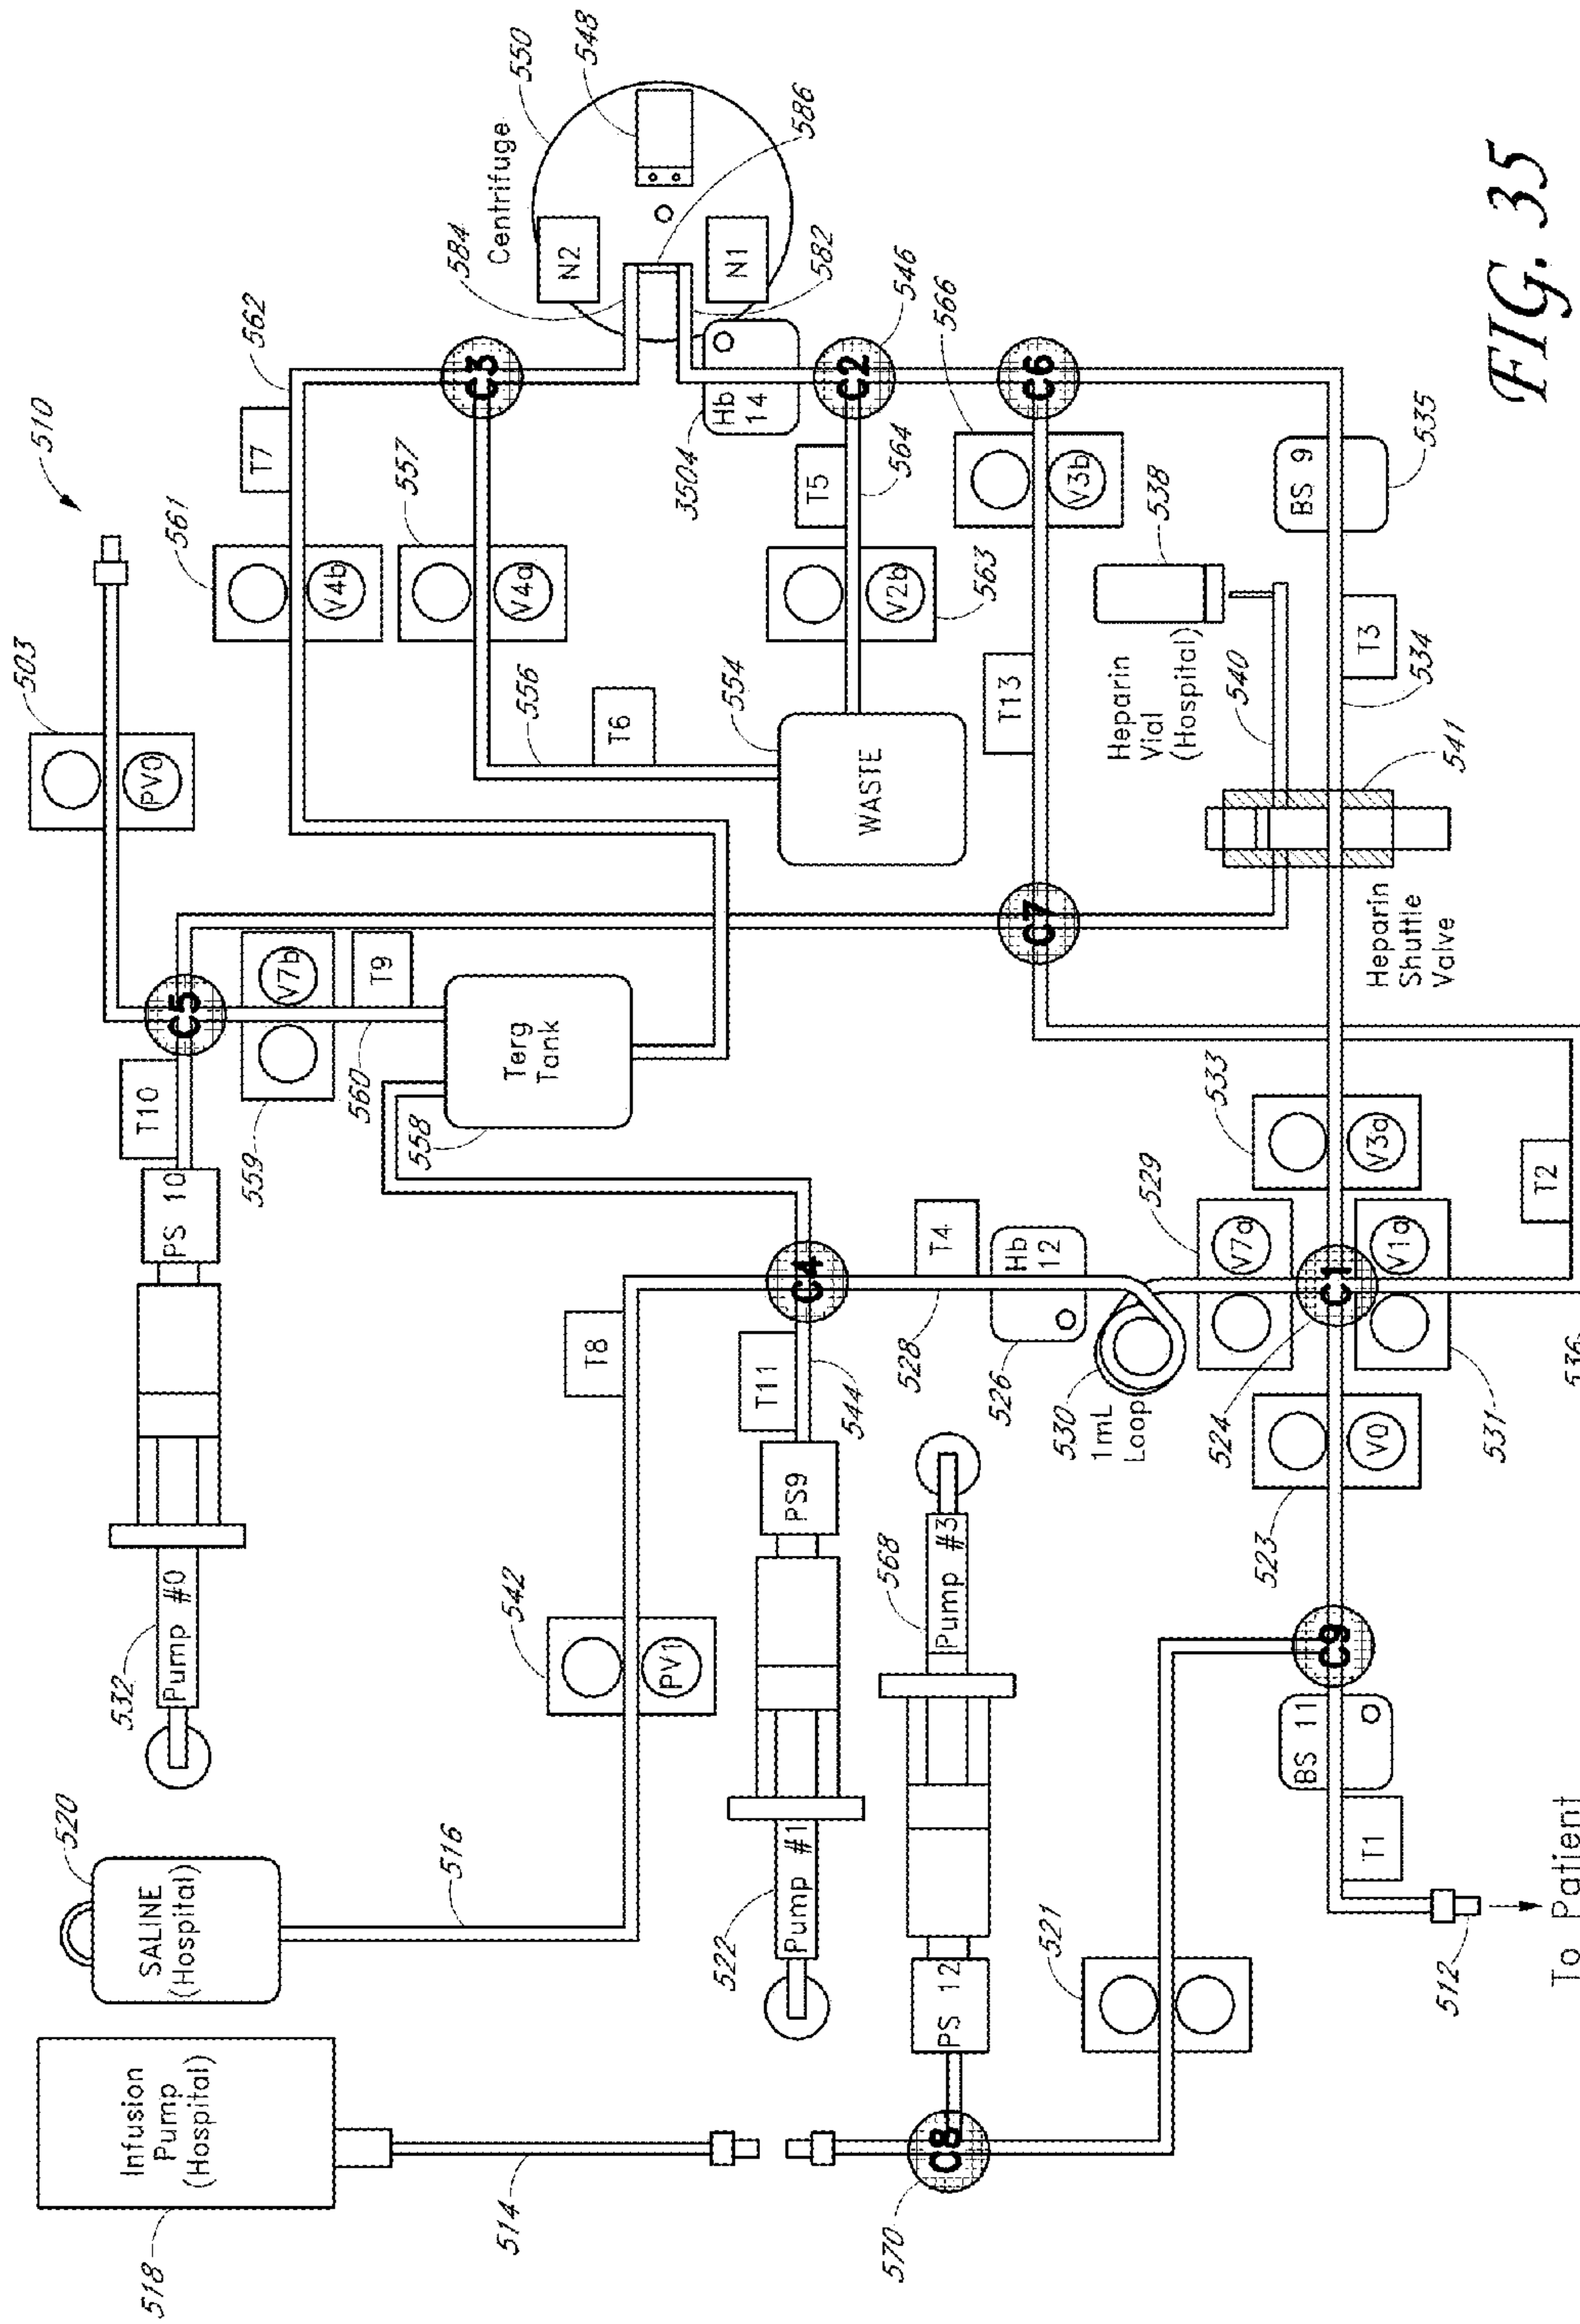 518
Infusion
Pump
(Hospital)
514
520
SALINE
(Hospital)
516
532
Pump #0
PS 10
T10
C5
V7b
559
T9
560
503
PV0
510
Terg
Tank
558
561
V4b
T7
562
557
V4a
556
T6
C3
584
Centrifuge
550
548
586
N2
N1
582
Hb
14
3504
C2
546
T5
564
V2b
563
554
WASTE
542
PV1
T8
C4
T11
544
PS9
522
Pump #1
568
Pump #3
PS 12
C8
570
521
528
T4
526
Hb
12
530
1mL
Loop
529
V7a
C1
524
V1a
531
V0
523
533
V3a
T2
536
C7
T13
C6
566
V3b
538
Heparin
Vial
(Hospital)
540
541
Heparin
Shuttle
Valve
534
T3
BS 9
535
C9
BS 11
T1
512
To Patient
FIG. 35